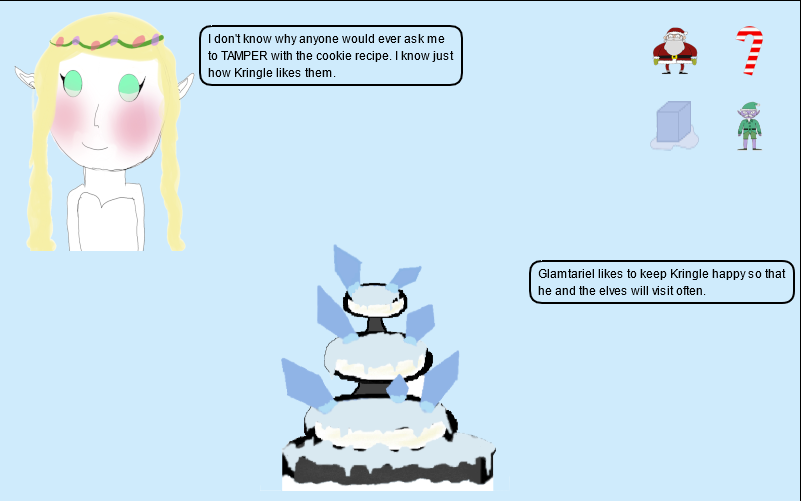 I don't know why anyone would ever ask me
to TAMPER with the cookie recipe. I know just
how Kringle likes them.
Glamtariel likes to keep Kringle happy so that
he and the elves will visit often.